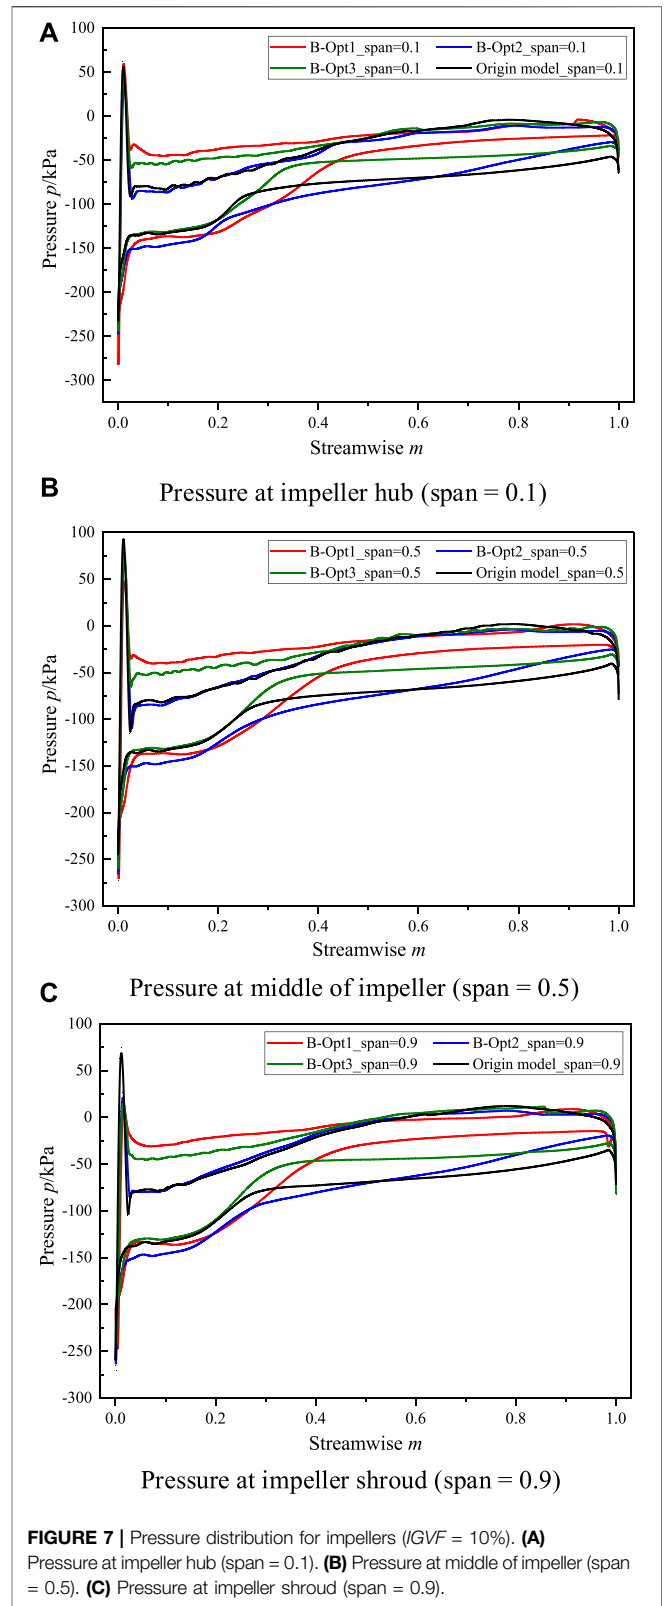 A
100
50
0
-50
-100
-150
-200
-250
-300
Pressure p/kPa
B-Opt1_span=0.1 B-Opt2_span=0.1
B-Opt3_span=0.1 Origin model_span=0.1
0.0 0.2 0.4 0.6 0.8 1.0
Streamwise m
Pressure at impeller hub (span = 0.1)
B
100
50
0
-50
-100
-150
-200
-250
-300
Pressure p/kPa
B-Opt1_span=0.5 B-Opt2_span=0.5
B-Opt3_span=0.5 Origin model_span=0.5
0.0 0.2 0.4 0.6 0.8 1.0
Streamwise m
Pressure at middle of impeller (span = 0.5)
C
100
50
0
-50
-100
-150
-200
-250
-300
Pressure p/kPa
B-Opt1_span=0.9 B-Opt2_span=0.9
B-Opt3_span=0.9 Origin model_span=0.9
0.0 0.2 0.4 0.6 0.8 1.0
Streamwise m
Pressure at impeller shroud (span = 0.9)
FIGURE 7 | Pressure distribution for impellers (IGVF = 10%). (A)
Pressure at impeller hub (span = 0.1). (B) Pressure at middle of impeller (span
= 0.5). (C) Pressure at impeller shroud (span = 0.9).